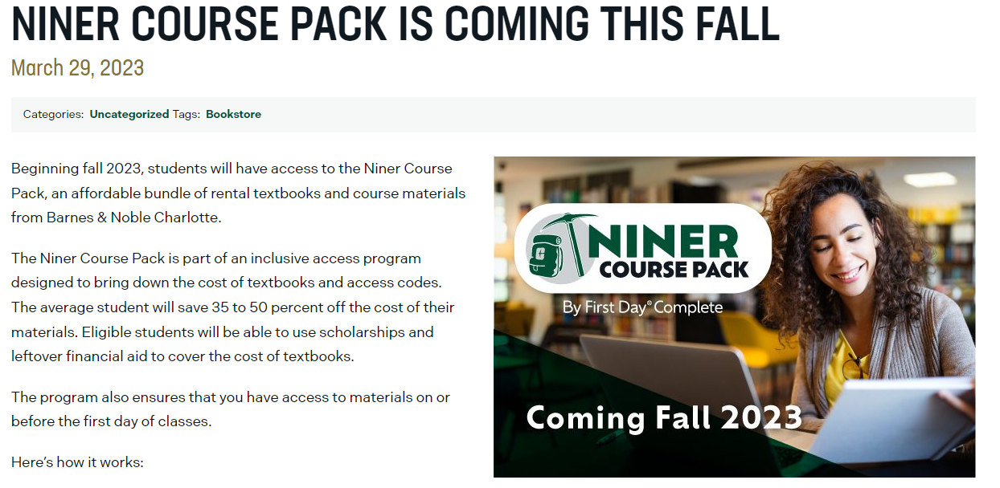 NINER COURSE PACK IS COMING THIS FALL
March 29, 2023
Categories: Uncategorized Tags: Bookstore
Beginning fall 2023, students will have access to the Niner Course
Pack, an affordable bundle of rental textbooks and course materials
from Barnes & Noble Charlotte.
The Niner Course Pack is part of an inclusive access program
designed to bring down the cost of textbooks and access codes.
The average student will save 35 to 50 percent off the cost of their
materials. Eligible students will be able to use scholarships and
leftover financial aid to cover the cost of textbooks.
The program also ensures that you have access to materials on or
before the first day of classes.
Here’s how it works:
NINER
COURSE PACK
By First Day® Complete
Coming Fall 2023